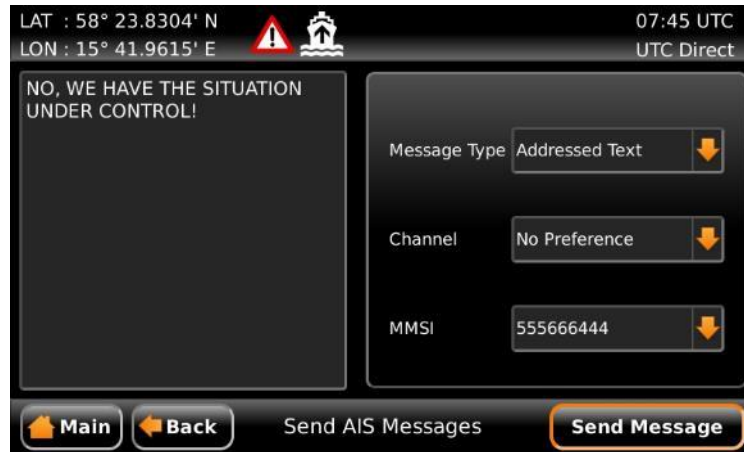 LAT : 58° 23.8304' N
LON : 15° 41.9615' E
07:45 UTC
UTC Direct
NO, WE HAVE THE SITUATION
UNDER CONTROL!
Message Type Addressed Text
Channel No Preference
MMSI 555666444
Main Back Send AIS Messages Send Message